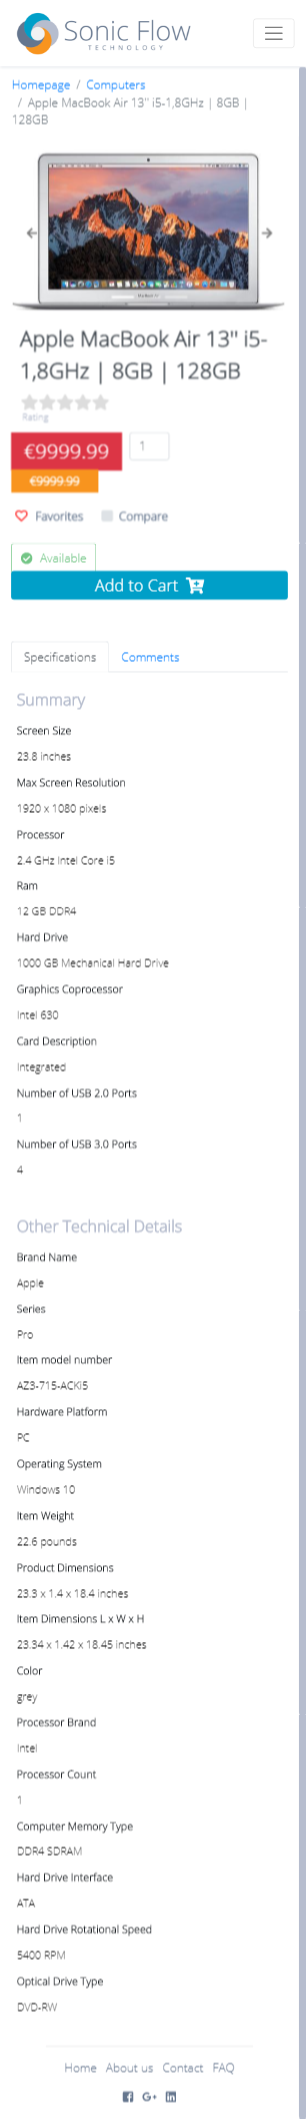 Sonic Flow
TECHNOLOGY
Homepage / Computers
/ Apple MacBook Air 13" i5-1,8GHz | 8GB |
128GB
Apple MacBook Air 13" i5-
1,8GHz | 8GB | 128GB
Rating
€9999.99
1
€9999.99
Favorites Compare
Available
Add to Cart
Specifications Comments
Summary
Screen Size
23.8 inches
Max Screen Resolution
1920 x 1080 pixels
Processor
2.4 GHz Intel Core i5
Ram
12 GB DDR4
Hard Drive
1000 GB Mechanical Hard Drive
Graphics Coprocessor
Intel 630
Card Description
Integrated
Number of USB 2.0 Ports
1
Number of USB 3.0 Ports
4
Other Technical Details
Brand Name
Apple
Series
Pro
Item model number
AZ3-715-ACKi5
Hardware Platform
PC
Operating System
Windows 10
Item Weight
22.6 pounds
Product Dimensions
23.3 x 1.4 x 18.4 inches
Item Dimensions L x W x H
23.34 x 1.42 x 18.45 inches
Color
grey
Processor Brand
Intel
Processor Count
1
Computer Memory Type
DDR4 SDRAM
Hard Drive Interface
ATA
Hard Drive Rotational Speed
5400 RPM
Optical Drive Type
DVD-RW
Home About us Contact FAQ